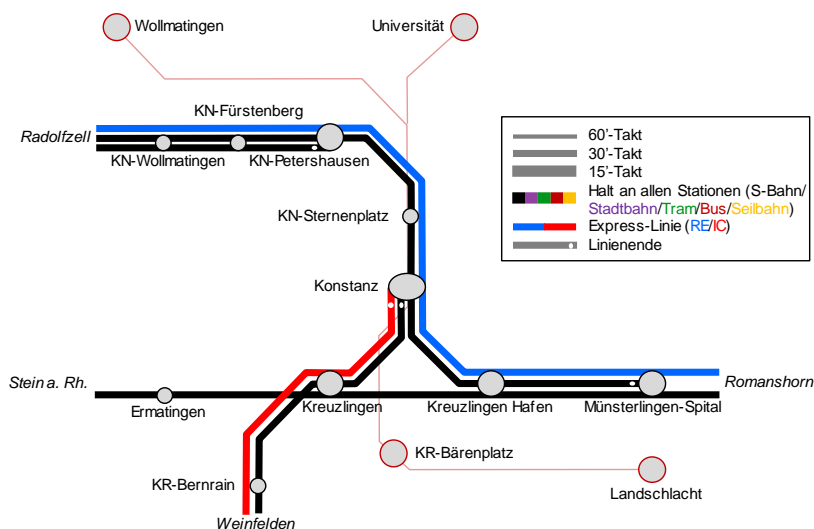 Wollmatingen
Universität
KN-Fürstenberg
Radolfzell
KN-Wollmatingen
KN-Petershausen
60'-Takt
30'-Takt
15'-Takt
Halt an allen Stationen (S-Bahn/
Stadtbahn/Tram/Bus/Seilbahn)
Express-Linie (RE/IC)
Linienende
KN-Sternenplatz
Konstanz
Stein a. Rh.
Romanshorn
Ermatingen
Kreuzlingen
Kreuzlingen Hafen
Münsterlingen-Spital
KR-Bärenplatz
KR-Bernrain
Landschlacht
Weinfelden